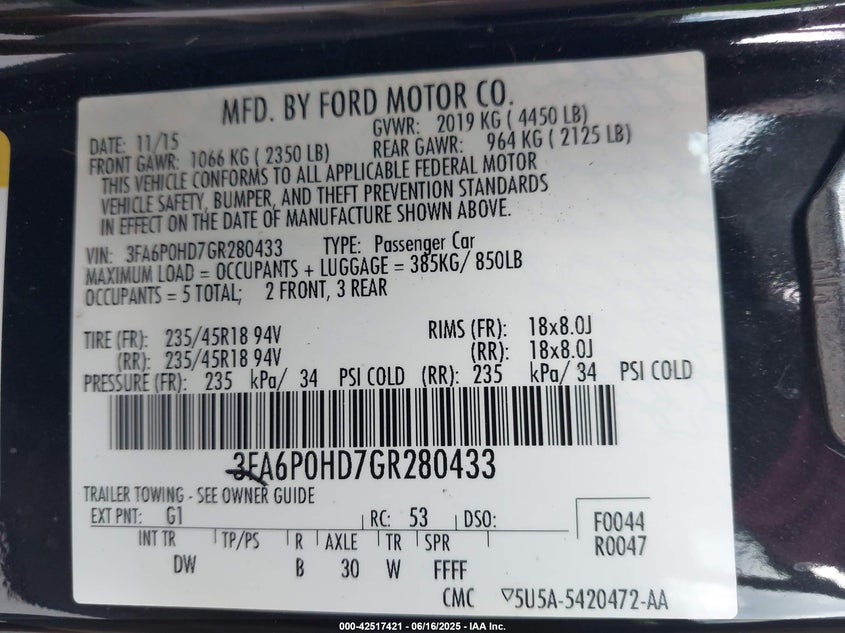 MFD. BY FORD MOTOR CO.
DATE: 11/15 GVWR: 2019 KG ( 4450 LB)
FRONT GAWR: 1066 KG ( 2350 LB) REAR GAWR: 964 KG ( 2125 LB)
THIS VEHICLE CONFORMS TO ALL APPLICABLE FEDERAL MOTOR
VEHICLE SAFETY, BUMPER, AND THEFT PREVENTION STANDARDS
IN EFFECT ON THE DATE OF MANUFACTURE SHOWN ABOVE.
VIN: 3FA6P0HD7GR280433 TYPE: Passenger Car
MAXIMUM LOAD = OCCUPANTS + LUGGAGE = 385KG/ 850LB
OCCUPANTS = 5 TOTAL; 2 FRONT, 3 REAR
TIRE (FR): 235/45R18 94V RIMS (FR): 18x8.0J
(RR): 235/45R18 94V (RR): 18x8.0J
PRESSURE (FR): 235 kPa/ 34 PSI COLD (RR): 235 kPa/ 34 PSI COLD
3FA6P0HD7GR280433
TRAILER TOWING - SEE OWNER GUIDE
EXT PNT: G1 RC: 53 DSO: F0044
R0047
INT TR TP/PS R AXLE TR SPR
DW B 30 W FFFF
CMC ▽5U5A-5420472-AA
000-42517421 - 06/16/2025 - IAA Inc.